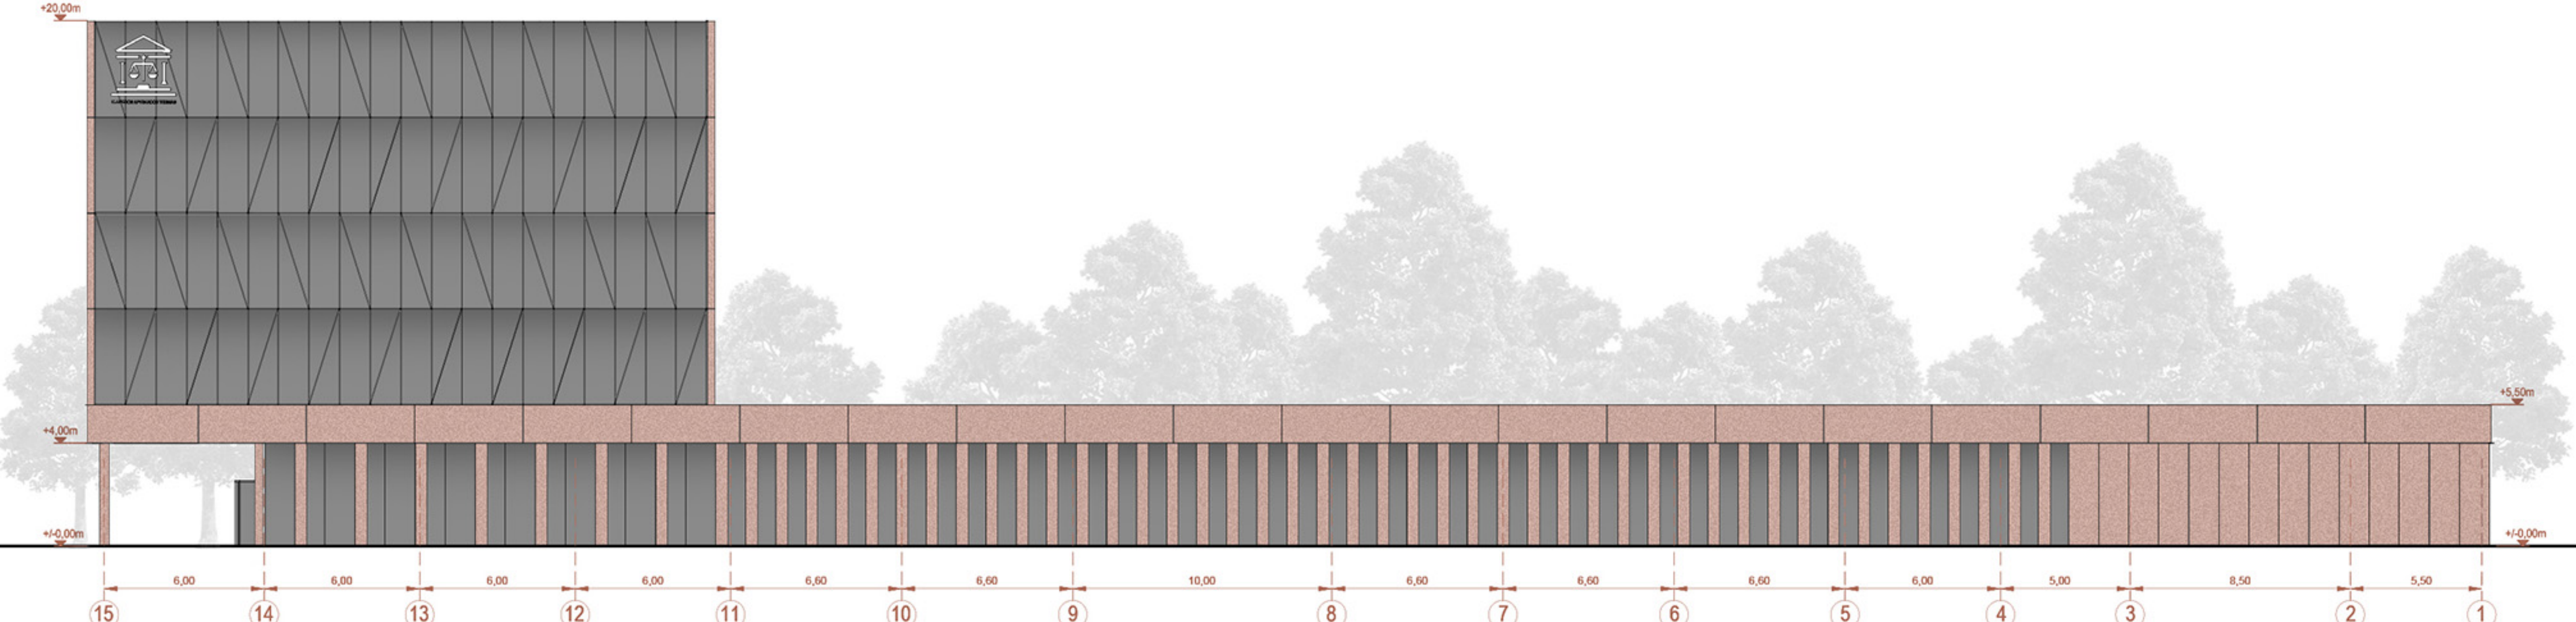 +20,00m
+5,50m
+4,00m
+/-0,00m +/-0,00m
6,00 6,00 6,00 6,00 6,60 6,60 10,00 6,60 6,60 6,60 6,00 5,00 8,50 5,50
15 14 13 12 11 10 9 8 7 6 5 4 3 2 1